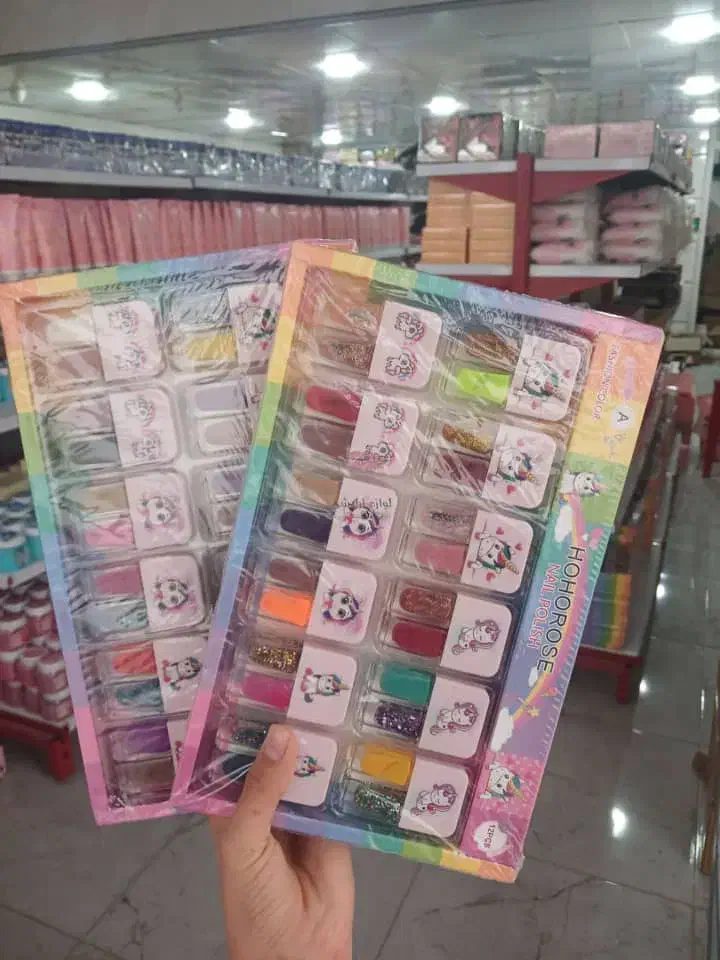 FASHION COLOR
A
HOHOROSE
NAIL POLISH
12PCS